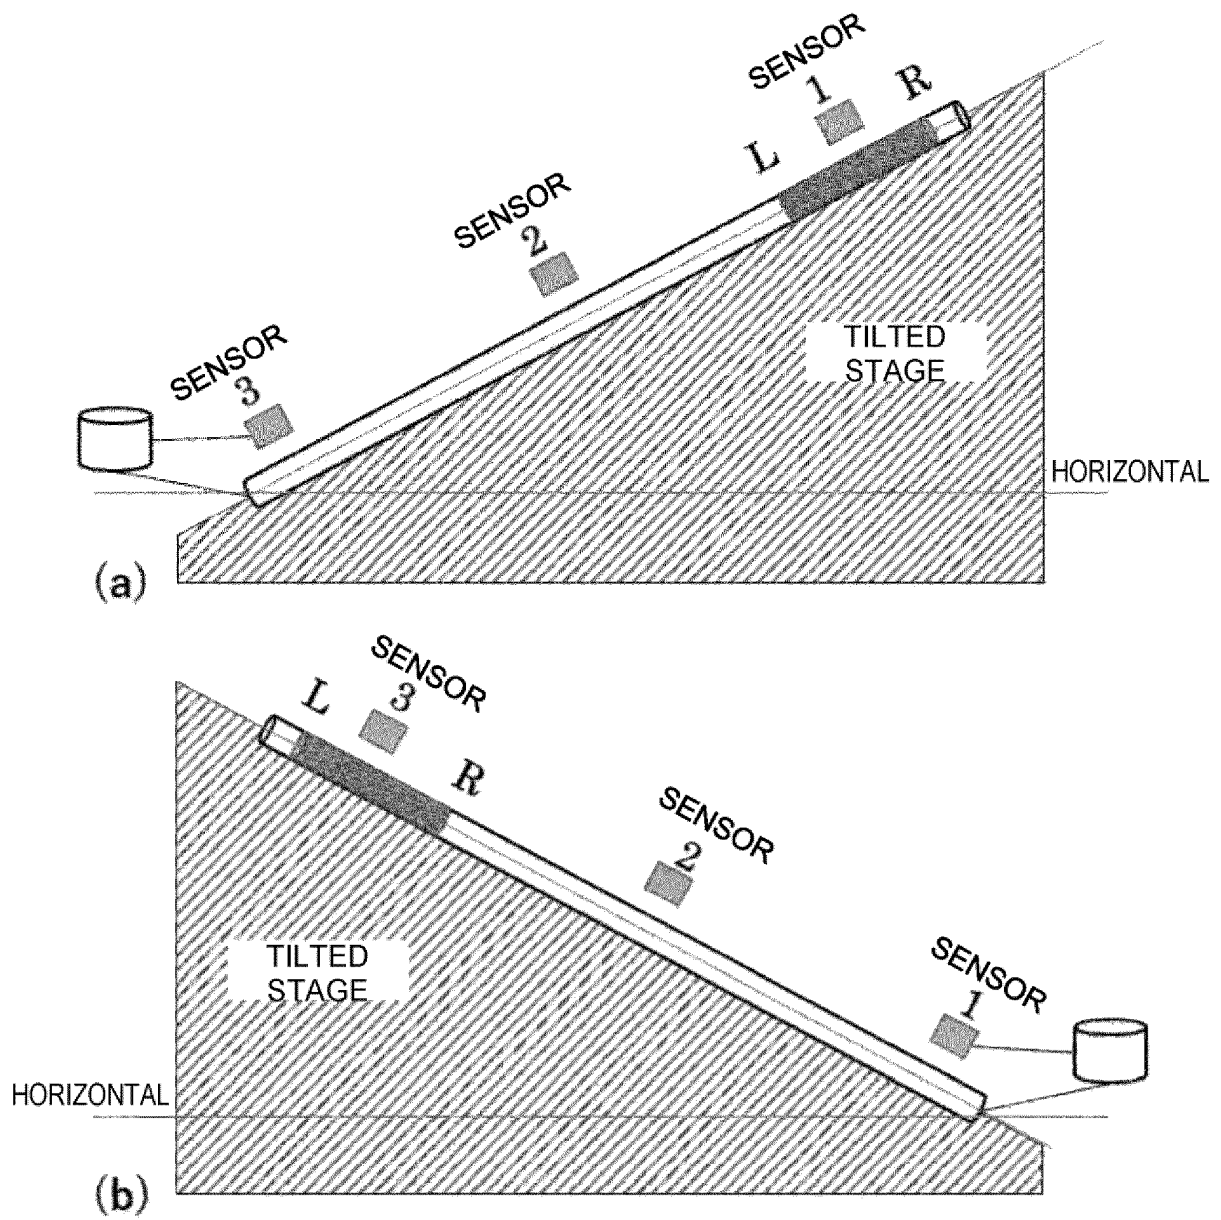 SENSOR
1
R
L
SENSOR
2
SENSOR
3
TILTED
STAGE
HORIZONTAL
(a)
SENSOR
3
L
R
SENSOR
2
SENSOR
1
TILTED
STAGE
HORIZONTAL
(b)